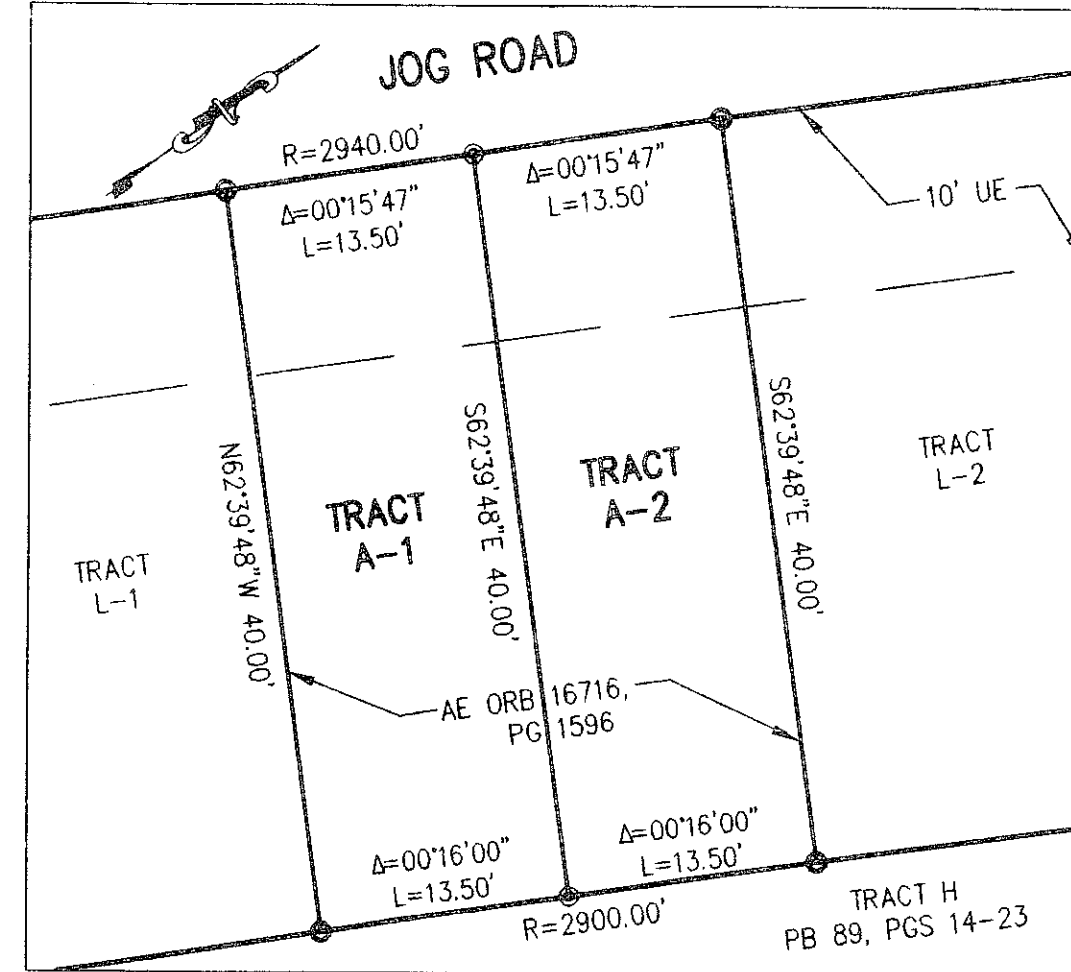 JOG ROAD
R=2940.00'
Δ=00°15'47"
L=13.50'
Δ=00°15'47"
L=13.50'
10' UE
N62°39'48"W 40.00'
S62°39'48"E 40.00'
S62°39'48"E 40.00'
TRACT
L-1
TRACT
A-1
TRACT
A-2
TRACT
L-2
AE ORB 16716,
PG 1596
Δ=00°16'00"
L=13.50'
Δ=00°16'00"
L=13.50'
R=2900.00'
TRACT H
PB 89, PGS 14-23